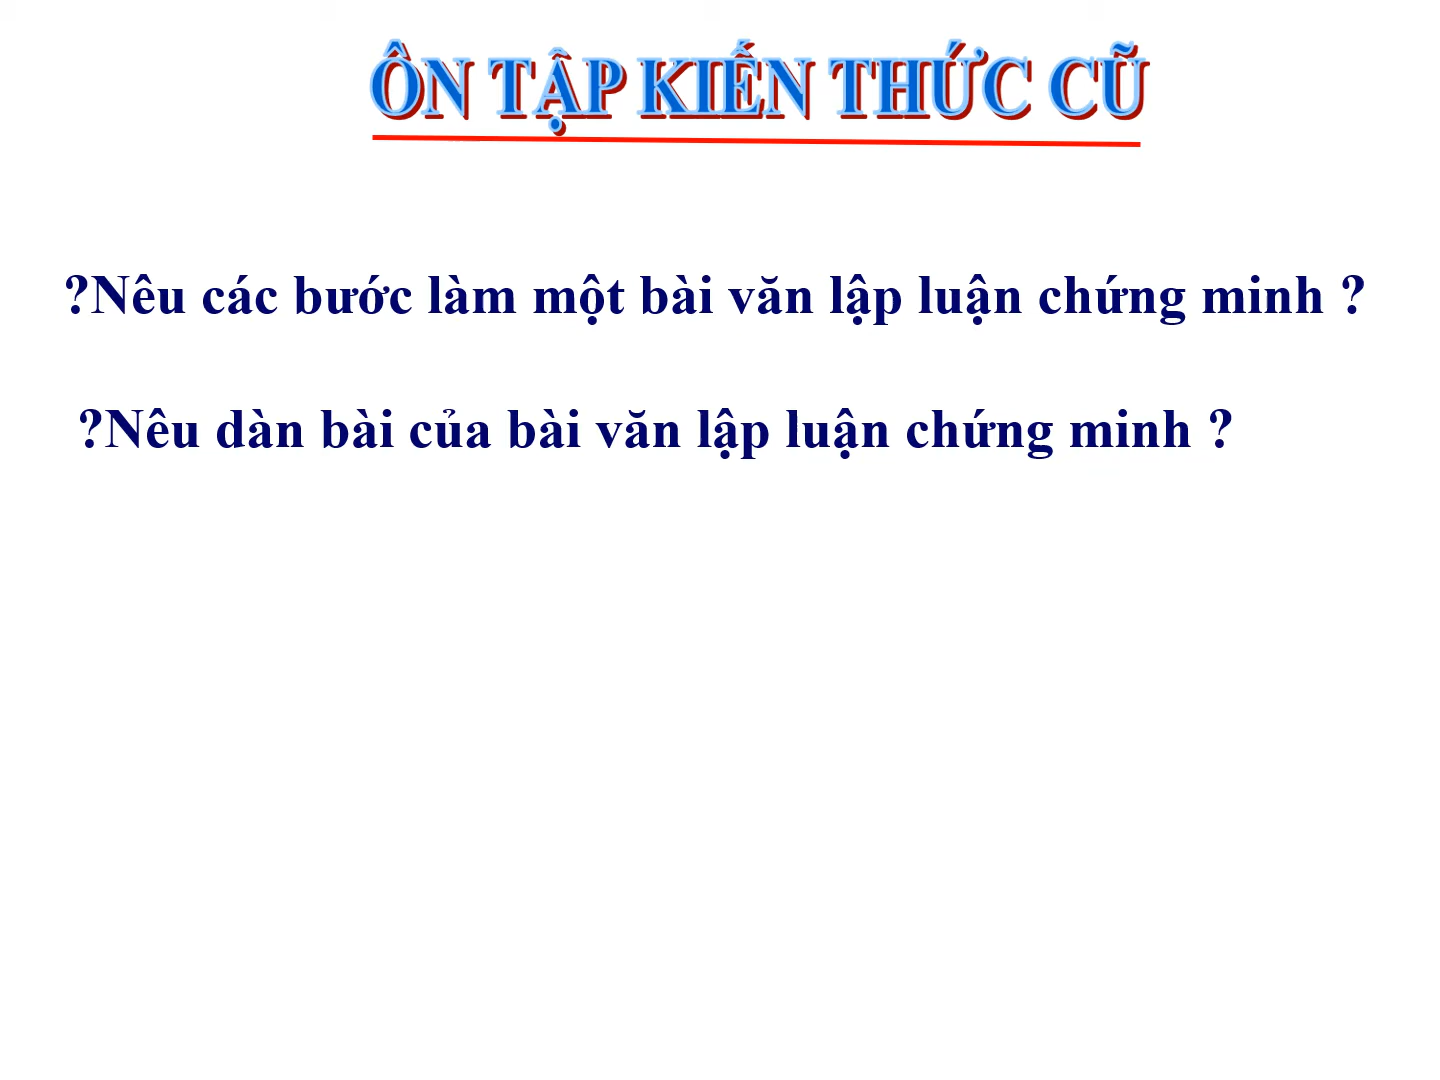 ÔN TẬP KIẾN THỨC CŨ
?Nêu các bước làm một bài văn lập luận chứng minh ?
?Nêu dàn bài của bài văn lập luận chứng minh ?